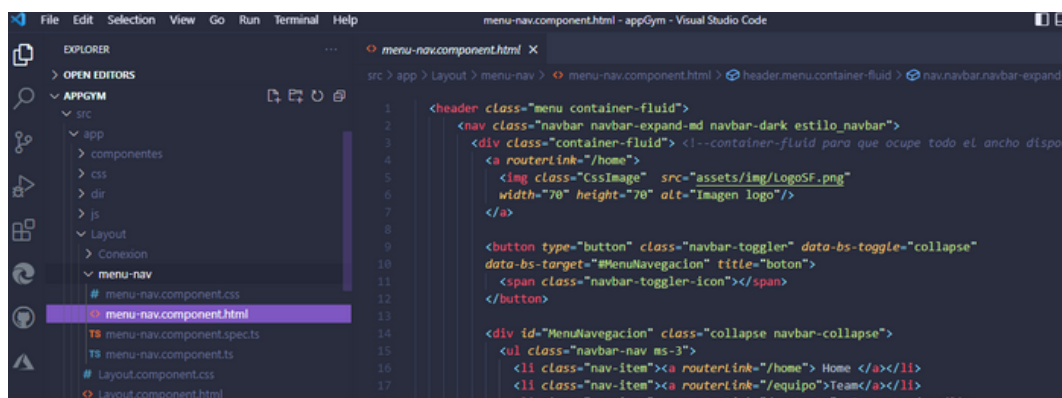 File Edit Selection View Go Run Terminal Help menu-nav.component.html - appGym - Visual Studio Code
EXPLORER
OPEN EDITORS
APPGYM
src
app
componentes
css
dir
js
Layout
Conexion
menu-nav
# menu-nav.component.css
<> menu-nav.component.html
TS menu-nav.component.spec.ts
TS menu-nav.component.ts
# Layout.component.css
<> Layout.component.html
<> menu-nav.component.html ×
src > app > Layout > menu-nav > <> menu-nav.component.html > header.menu.container-fluid > nav.navbar.navbar-expand
1 <header class="menu container-fluid">
2 <nav class="navbar navbar-expand-md navbar-dark estilo_navbar">
3 <div class="container-fluid"> <!--container-fluid para que ocupe todo el ancho dispo
4 <a routerLink="/home">
5 <img class="CssImage" src="assets/img/LogoSF.png"
6 width="70" height="70" alt="Imagen logo"/>
7 </a>
8
9 <button type="button" class="navbar-toggler" data-bs-toggle="collapse"
10 data-bs-target="#MenuNavegacion" title="boton">
11 <span class="navbar-toggler-icon"></span>
12 </button>
13
14 <div id="MenuNavegacion" class="collapse navbar-collapse">
15 <ul class="navbar-nav ms-3">
16 <li class="nav-item"><a routerLink="/home"> Home </a></li>
17 <li class="nav-item"><a routerLink="/equipo">Team</a></li>